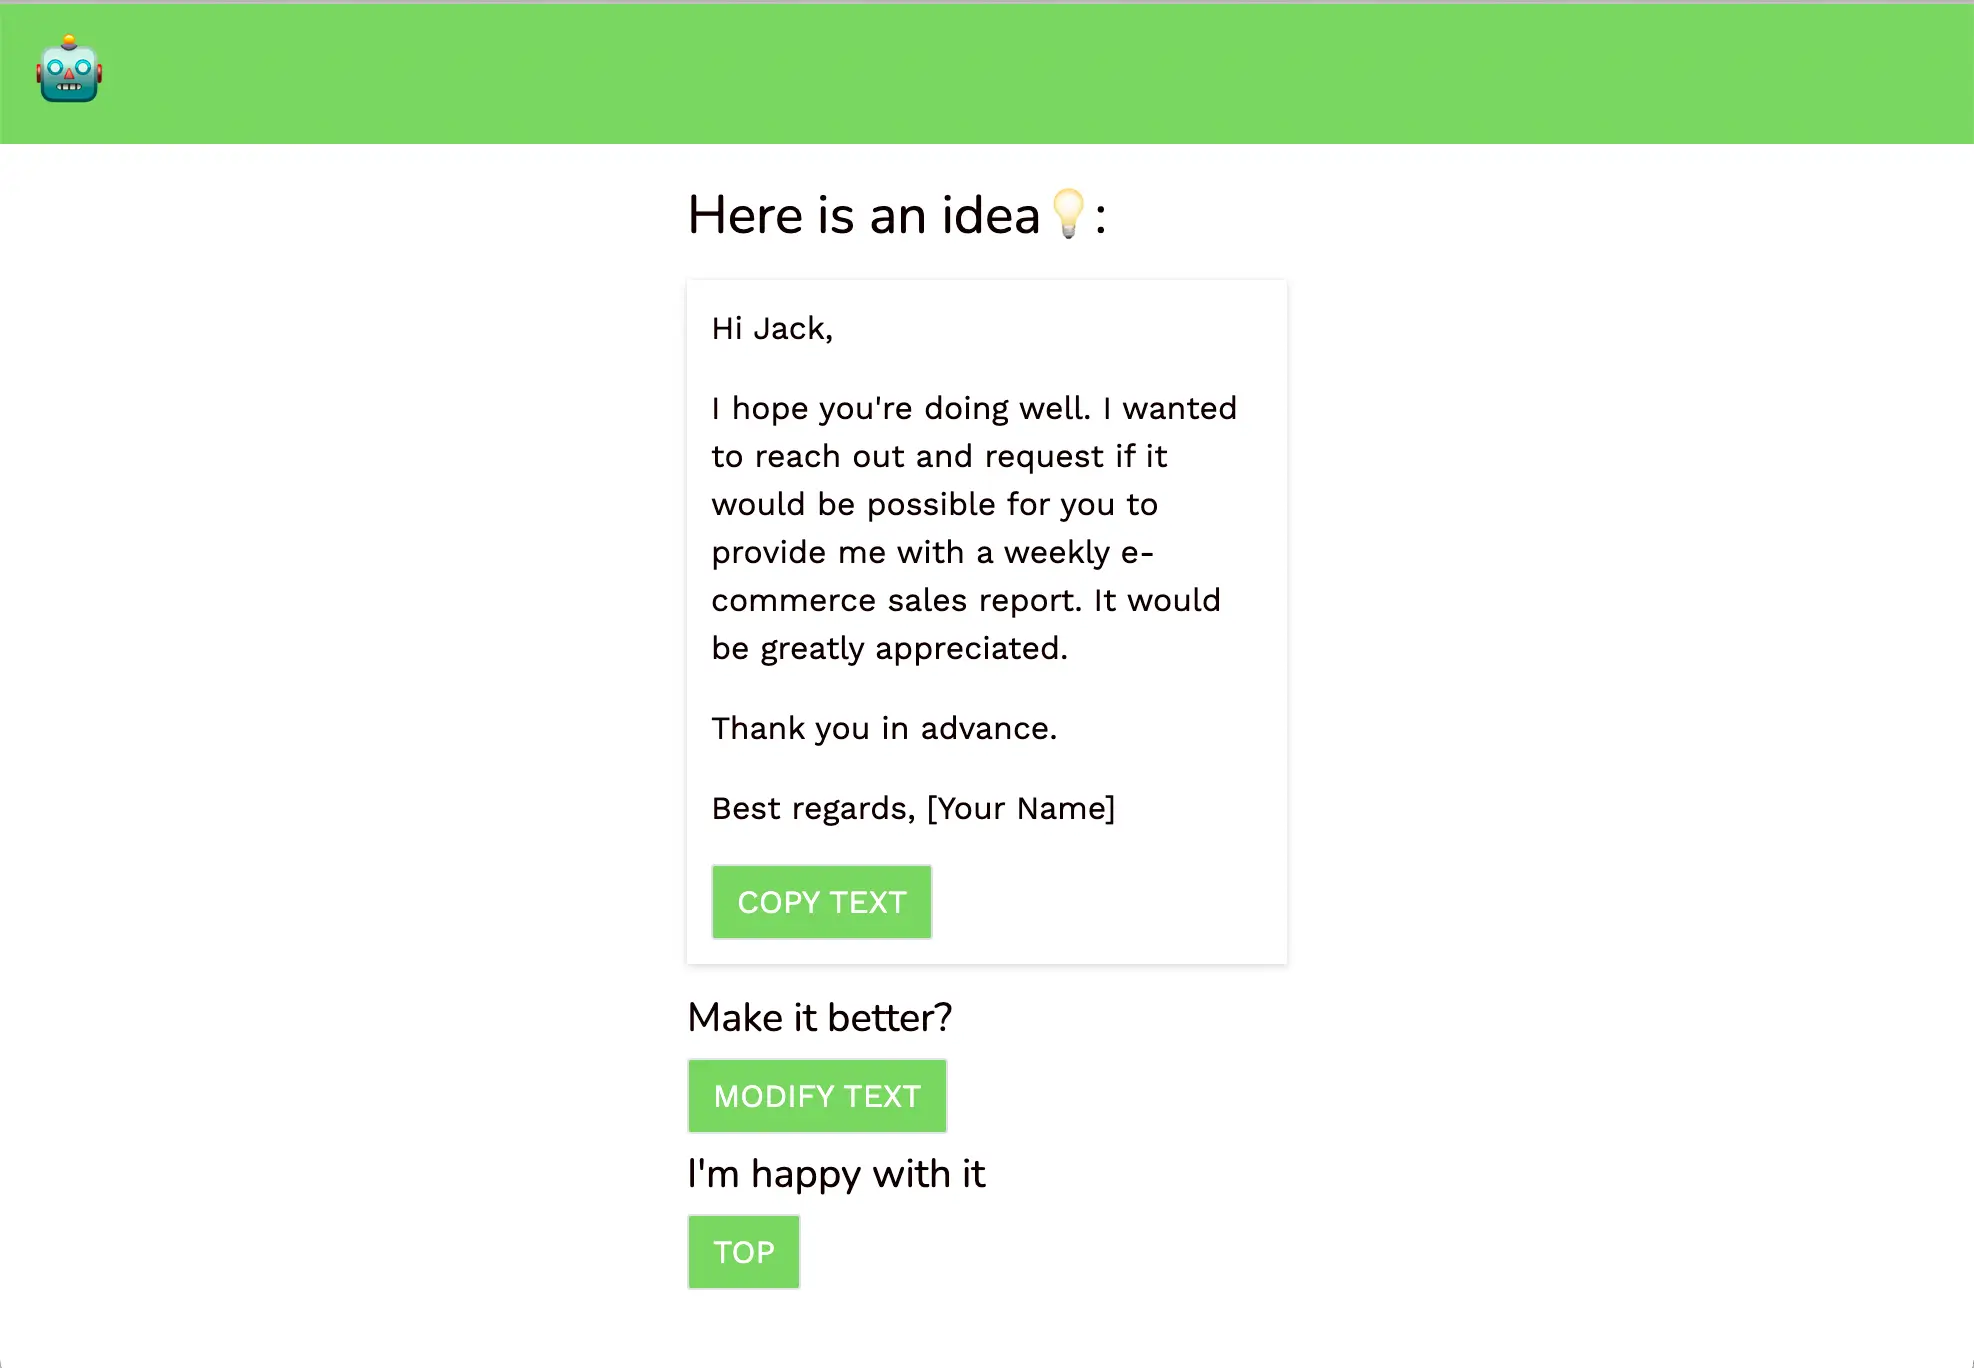 Here is an idea💡:
Hi Jack,
I hope you're doing well. I wanted
to reach out and request if it
would be possible for you to
provide me with a weekly e-
commerce sales report. It would
be greatly appreciated.
Thank you in advance.
Best regards, [Your Name]
COPY TEXT
Make it better?
MODIFY TEXT
I'm happy with it
TOP